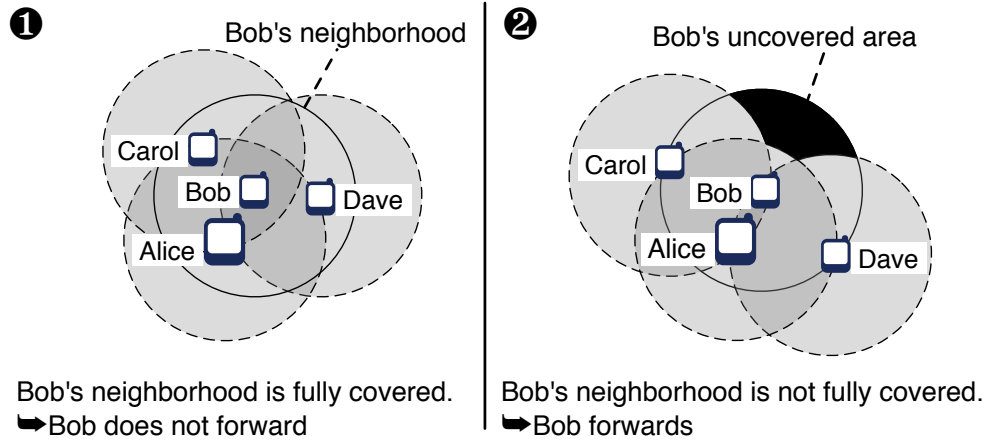 ❶
Bob's neighborhood
Carol
Bob
Dave
Alice
Bob's neighborhood is fully covered.
➥Bob does not forward
❷
Bob's uncovered area
Carol
Bob
Alice
Dave
Bob's neighborhood is not fully covered.
➥Bob forwards